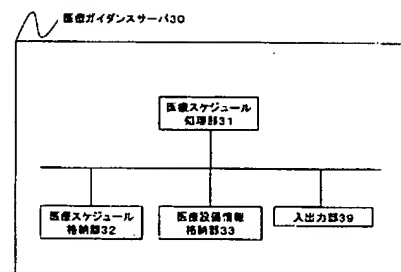 医療ガイダンスサーバ30
医療スケジュール
処理部31
医療スケジュール
格納部32
医療設備情報
格納部33
入出力部39